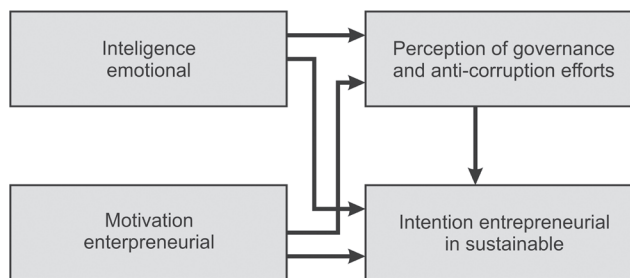 Inteligence
emotional
Perception of governance
and anti-corruption efforts
Motivation
enterpreneurial
Intention entrepreneurial
in sustainable